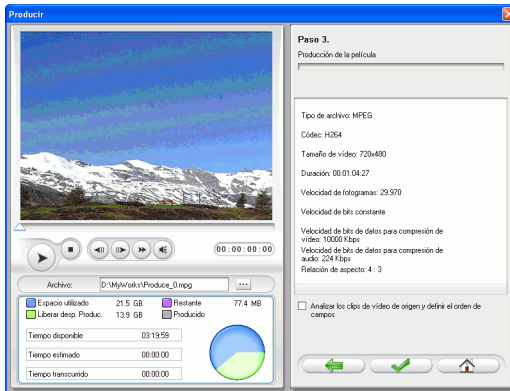 Producir
00:00:00:00
Archivo: D:\MyWorks\Produce_0.mpg ...
Espacio utilizado 21.5 GB Restante 77.4 MB
Liberar desp. Produc. 13.9 GB Producido
Tiempo disponible 03:19:59
Tiempo estimado 00:00:00
Tiempo transcurrido 00:00:00
Paso 3.
Producción de la película
Tipo de archivo: MPEG
Códec: H264
Tamaño de vídeo: 720x480
Duración: 00:01:04:27
Velocidad de fotogramas: 29.970
Velocidad de bits constante
Velocidad de bits de datos para compresión de
vídeo: 10000 Kbps
Velocidad de bits de datos para compresión de
audio: 224 Kbps
Relación de aspecto: 4 : 3
Analizar los clips de vídeo de origen y definir el orden de
campos